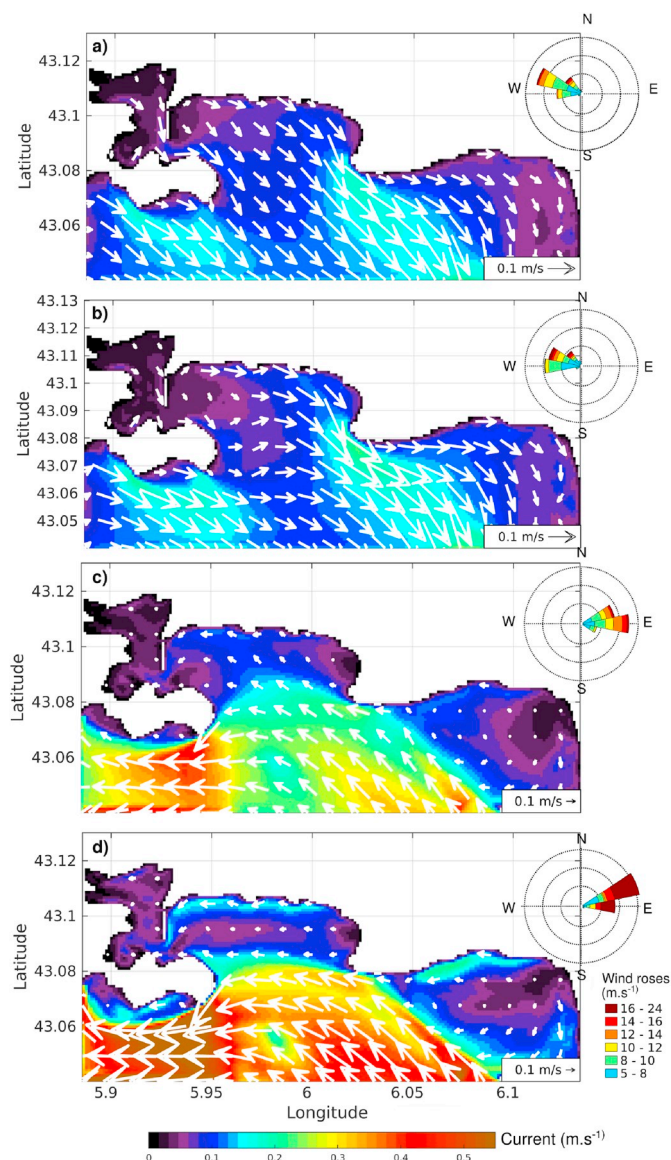 N
a)
43.12
43.1
43.08
43.06
Latitude
W
E
S
0.1 m/s
43.13
b)
43.12
43.11
43.1
43.09
43.08
43.07
43.06
43.05
Latitude
N
W
E
S
0.1 m/s
c)
43.12
43.1
43.08
43.06
Latitude
N
W
E
S
0.1 m/s
d)
43.12
43.1
43.08
43.06
Latitude
N
W
E
S
0.1 m/s
Wind roses
(m.s⁻¹)
16 - 24
14 - 16
12 - 14
10 - 12
8 - 10
5 - 8
5.9
5.95
6
6.05
6.1
Longitude
0
0.1
0.2
0.3
0.4
0.5
Current (m.s⁻¹)